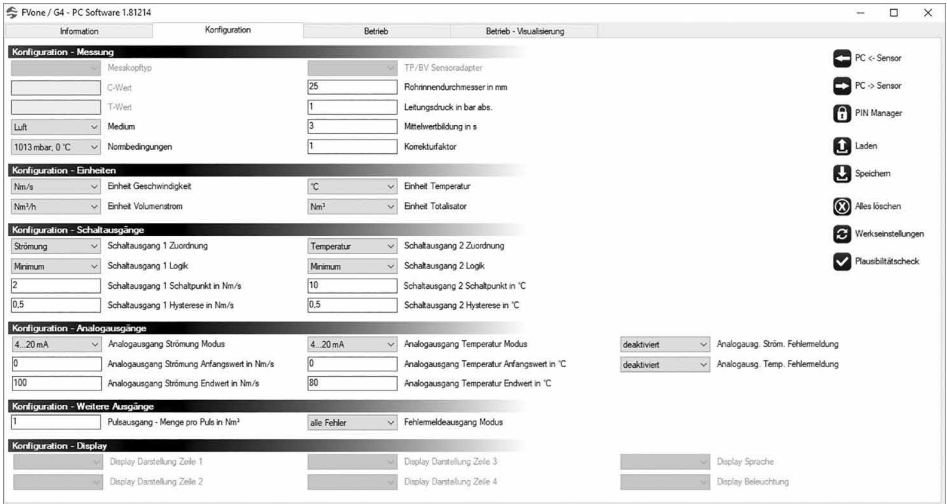 FVone / G4 - PC Software 1.81214
Information Konfiguration Betrieb Betrieb - Visualisierung
Konfiguration - Messung
Messkopftyp TP/BV Sensoradapter
C-Wert 25 Rohrinnendurchmesser in mm
T-Wert 1 Leitungsdruck in bar abs.
Luft Medium 3 Mittelwertbildung in s
1013 mbar, 0 °C Normbedingungen 1 Korrekturfaktor
Konfiguration - Einheiten
Nm/s Einheit Geschwindigkeit °C Einheit Temperatur
Nm³/h Einheit Volumenstrom Nm³ Einheit Totalisator
Konfiguration - Schaltausgänge
Strömung Schaltausgang 1 Zuordnung Temperatur Schaltausgang 2 Zuordnung
Minimum Schaltausgang 1 Logik Minimum Schaltausgang 2 Logik
2 Schaltausgang 1 Schaltpunkt in Nm/s 10 Schaltausgang 2 Schaltpunkt in °C
0,5 Schaltausgang 1 Hysterese in Nm/s 0,5 Schaltausgang 2 Hysterese in °C
Konfiguration - Analogausgänge
4...20 mA Analogausgang Strömung Modus 4...20 mA Analogausgang Temperatur Modus deaktiviert Analogausg. Ström. Fehlermeldung
0 Analogausgang Strömung Anfangswert in Nm/s 0 Analogausgang Temperatur Anfangswert in °C deaktiviert Analogausg. Temp. Fehlermeldung
100 Analogausgang Strömung Endwert in Nm/s 80 Analogausgang Temperatur Endwert in °C
Konfiguration - Weitere Ausgänge
1 Pulsausgang - Menge pro Puls in Nm³ alle Fehler Fehlermeldeausgang Modus
Konfiguration - Display
Display Darstellung Zeile 1 Display Darstellung Zeile 3 Display Sprache
Display Darstellung Zeile 2 Display Darstellung Zeile 4 Display Beleuchtung
PC <- Sensor
PC -> Sensor
PIN Manager
Laden
Speichern
Alles löschen
Werkseinstellungen
Plausibilitätscheck